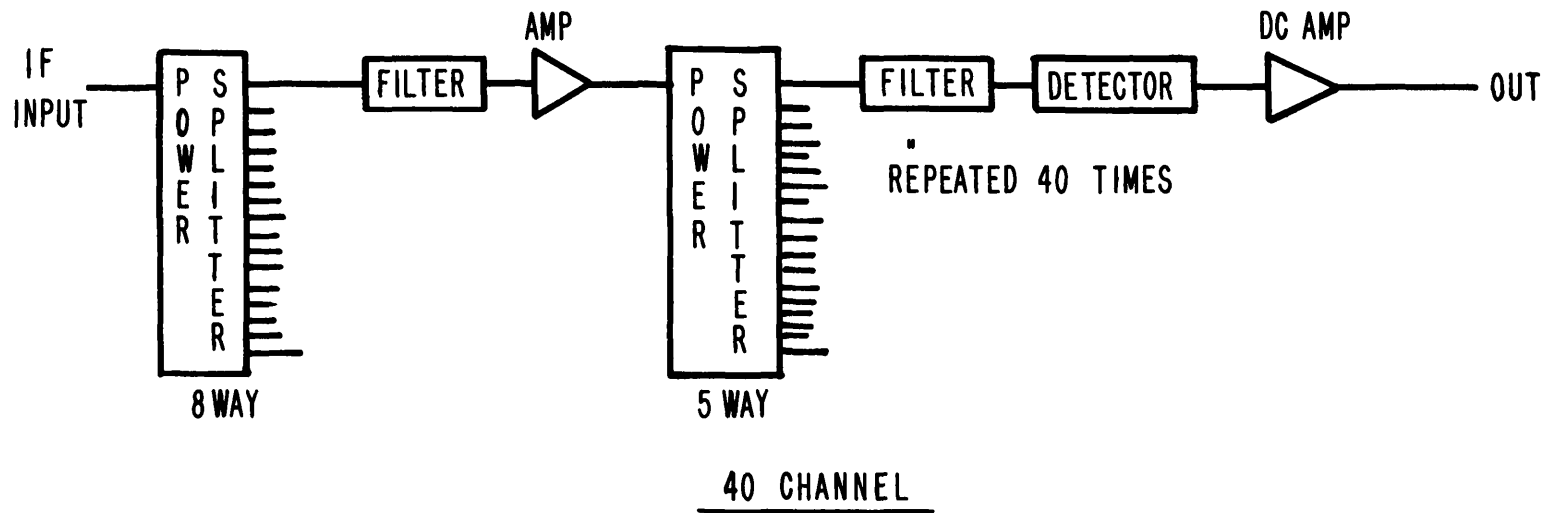 IF
INPUT
POWER
SPLITTER
8 WAY
FILTER
AMP
POWER
SPLITTER
5 WAY
FILTER
DETECTOR
DC AMP
OUT
"
REPEATED 40 TIMES
40 CHANNEL